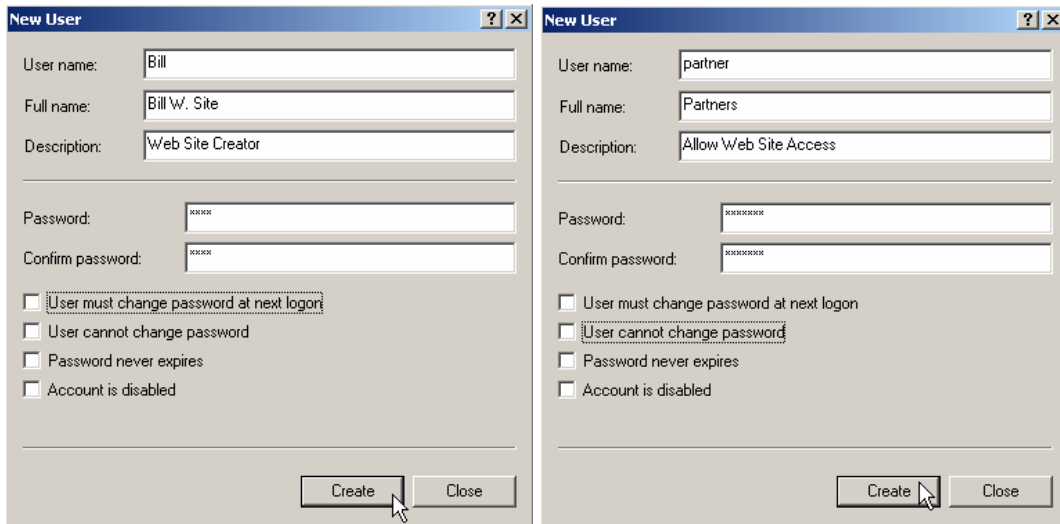 New User
User name: Bill
Full name: Bill W. Site
Description: Web Site Creator
Password: ****
Confirm password: ****
User must change password at next logon
User cannot change password
Password never expires
Account is disabled
Create Close
New User
User name: partner
Full name: Partners
Description: Allow Web Site Access
Password: *******
Confirm password: *******
User must change password at next logon
User cannot change password
Password never expires
Account is disabled
Create Close